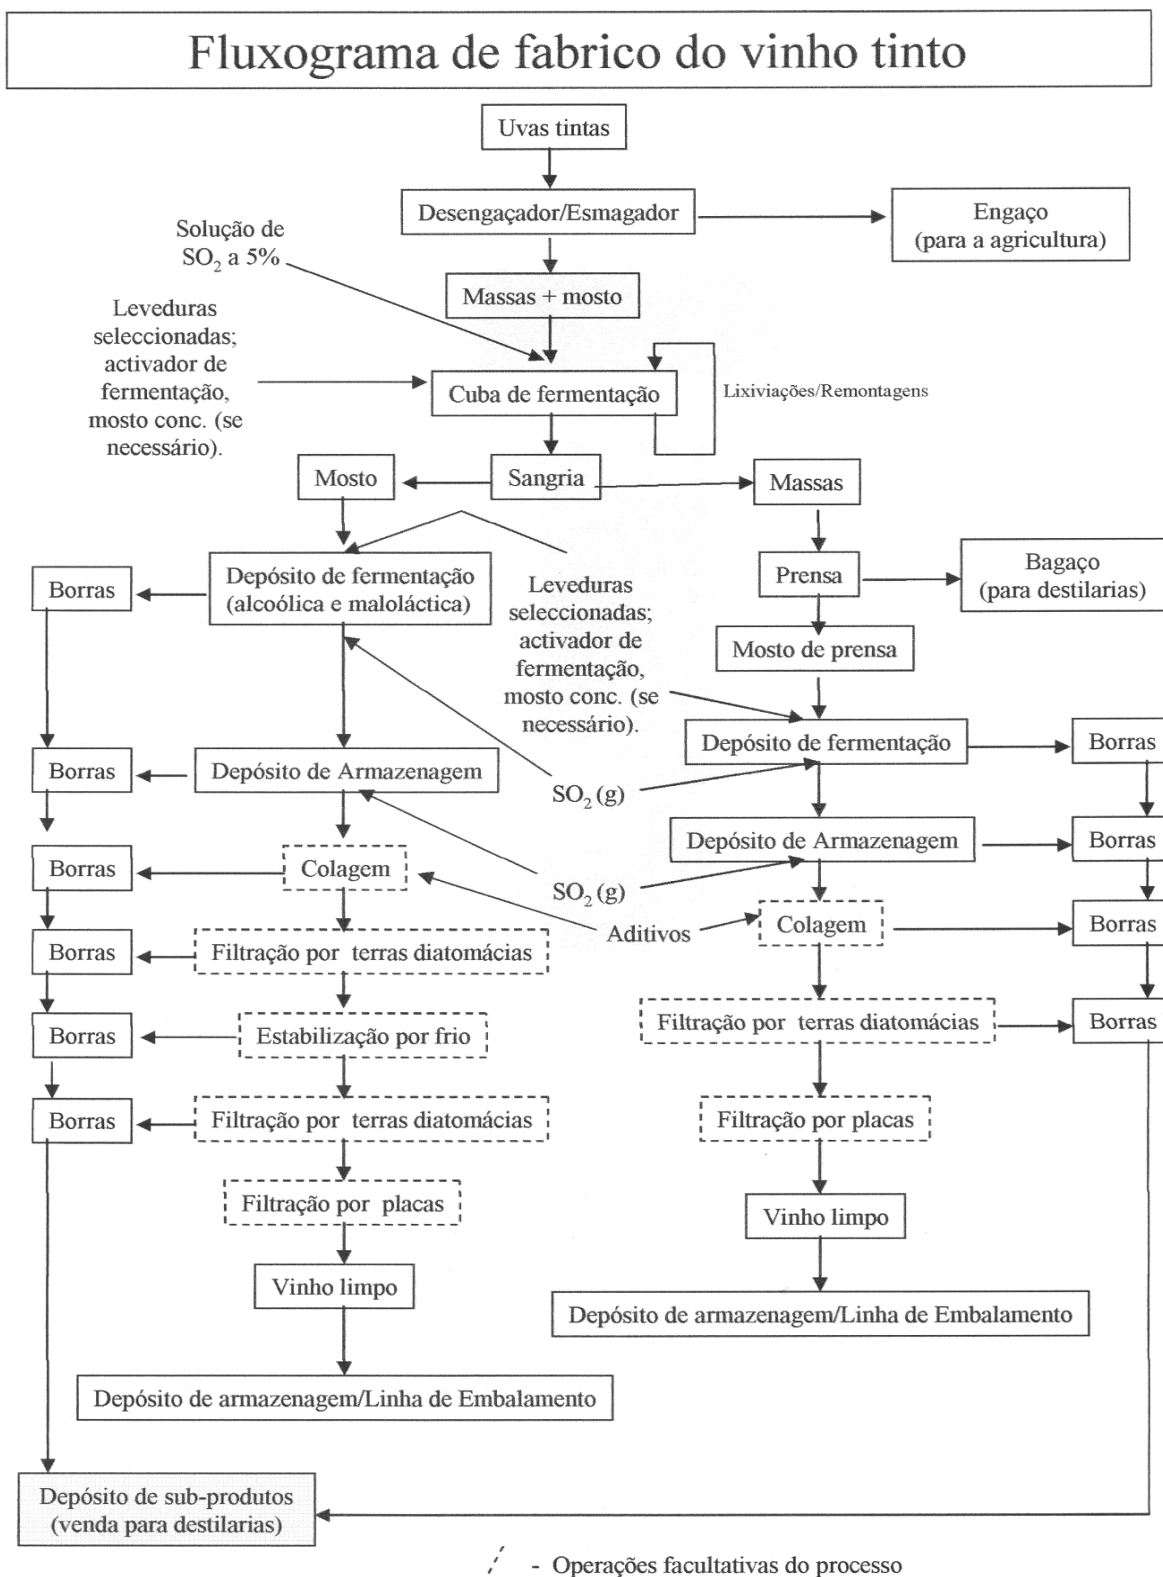 Fluxograma de fabrico do vinho tinto
Uvas tintas
Desengaçador/Esmagador
Engaço
(para a agricultura)
Solução de
SO2 a 5%
Massas + mosto
Leveduras
seleccionadas;
activador de
fermentação,
mosto conc. (se
necessário).
Cuba de fermentação
Lixiviações/Remontagens
Mosto
Sangria
Massas
Borras
Depósito de fermentação
(alcoólica e maloláctica)
Leveduras
seleccionadas;
activador de
fermentação,
mosto conc. (se
necessário).
Prensa
Bagaço
(para destilarias)
Mosto de prensa
Depósito de fermentação
Borras
Borras
Depósito de Armazenagem
SO2 (g)
Depósito de Armazenagem
Borras
Borras
Colagem
SO2 (g)
Aditivos
Colagem
Borras
Borras
Filtração por terras diatomácias
Filtração por terras diatomácias
Borras
Borras
Estabilização por frio
Borras
Filtração por terras diatomácias
Filtração por placas
Filtração por placas
Vinho limpo
Vinho limpo
Depósito de armazenagem/Linha de Embalamento
Depósito de armazenagem/Linha de Embalamento
Depósito de sub-produtos
(venda para destilarias)
- Operações facultativas do processo